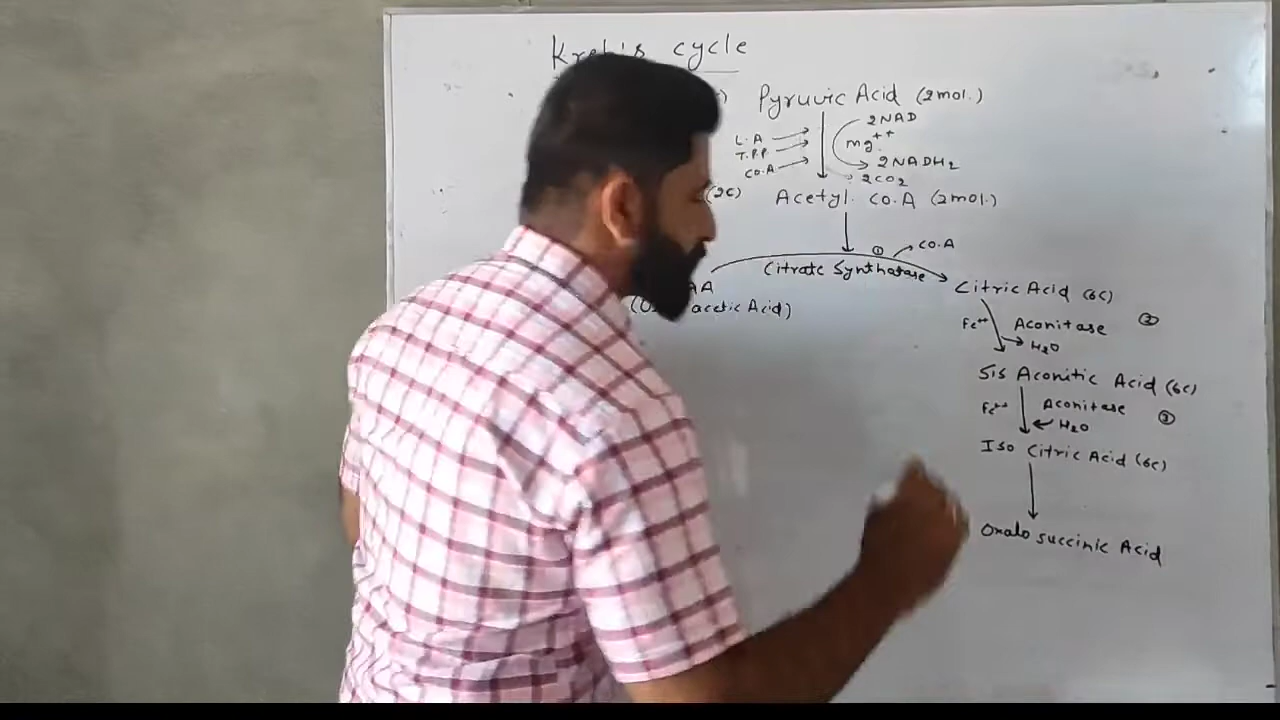 Kreb's cycle
Pyruvic Acid (2mol.)
2NAD
L.A
mg++
T.P.P
2NADH2
CO.A
2CO2
(2C) Acetyl. CO.A (2mol.)
① CO.A
Citrate Synthatase
AA
Citric Acid (6C)
acetic Acid)
Fe++ Aconitase ②
H2O
Sis Aconitic Acid (6C)
Fe++ Aconitase ③
H2O
Iso Citric Acid (6C)
Oxalo succinic Acid